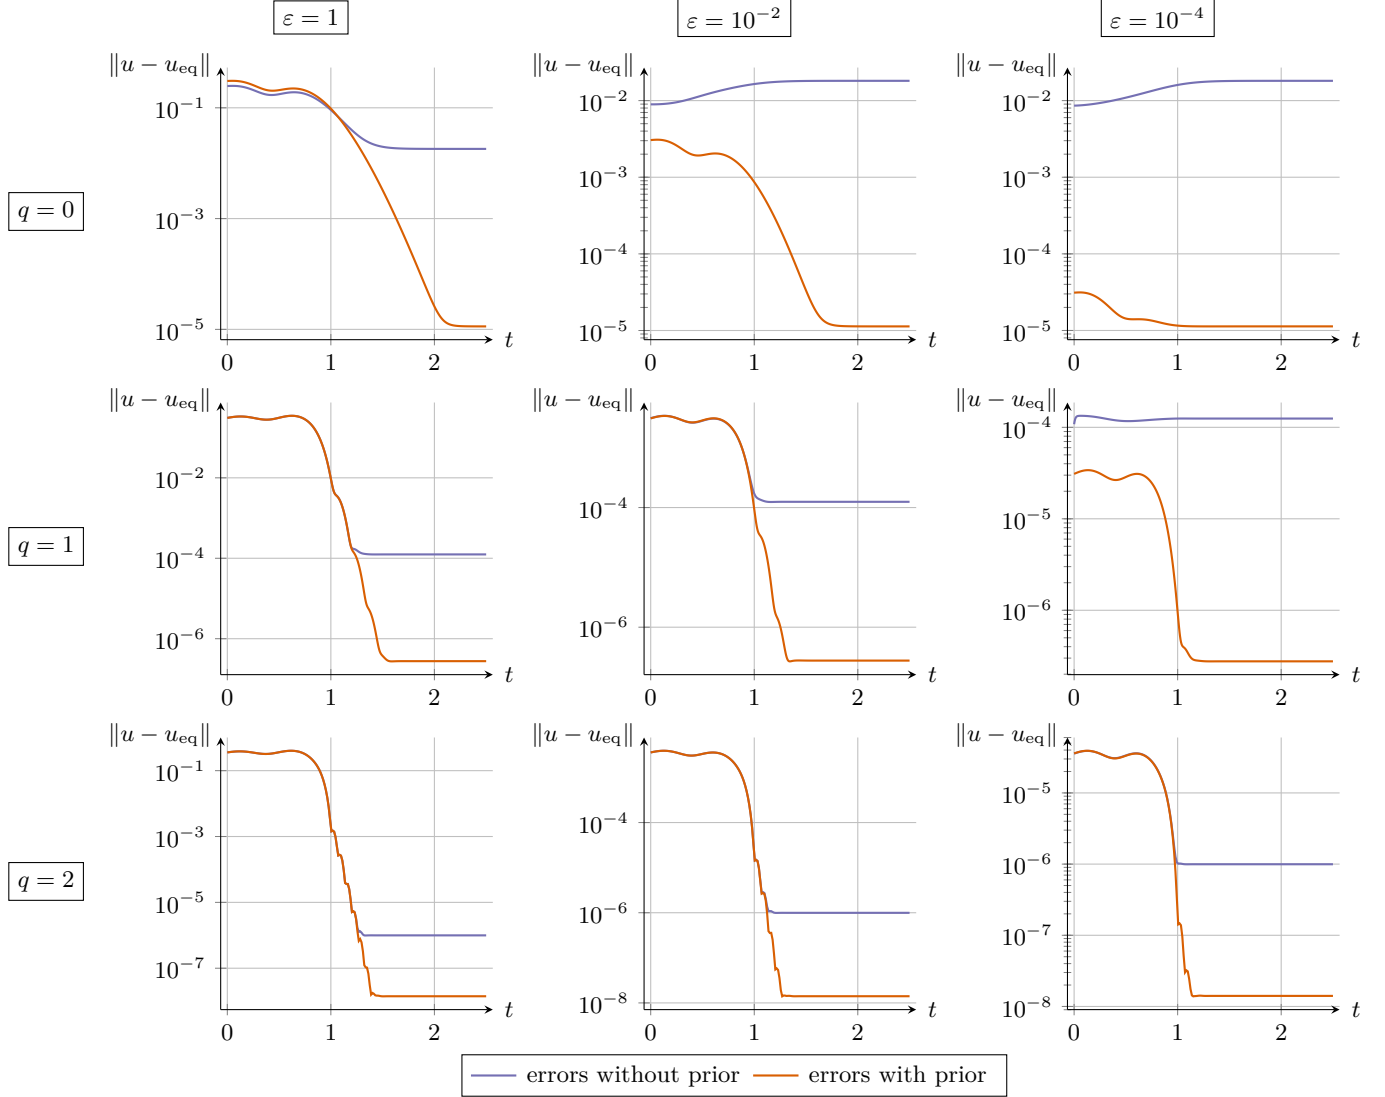 ε = 1
ε = 10⁻²
ε = 10⁻⁴
q = 0
‖u − u_eq‖
10⁻¹
10⁻³
10⁻⁵
0 1 2 t
‖u − u_eq‖
10⁻²
10⁻³
10⁻⁴
10⁻⁵
0 1 2 t
‖u − u_eq‖
10⁻²
10⁻³
10⁻⁴
10⁻⁵
0 1 2 t
q = 1
‖u − u_eq‖
10⁻²
10⁻⁴
10⁻⁶
0 1 2 t
‖u − u_eq‖
10⁻⁴
10⁻⁶
0 1 2 t
‖u − u_eq‖
10⁻⁴
10⁻⁵
10⁻⁶
0 1 2 t
q = 2
‖u − u_eq‖
10⁻¹
10⁻³
10⁻⁵
10⁻⁷
0 1 2 t
‖u − u_eq‖
10⁻⁴
10⁻⁶
10⁻⁸
0 1 2 t
‖u − u_eq‖
10⁻⁵
10⁻⁶
10⁻⁷
10⁻⁸
0 1 2 t
errors without prior errors with prior